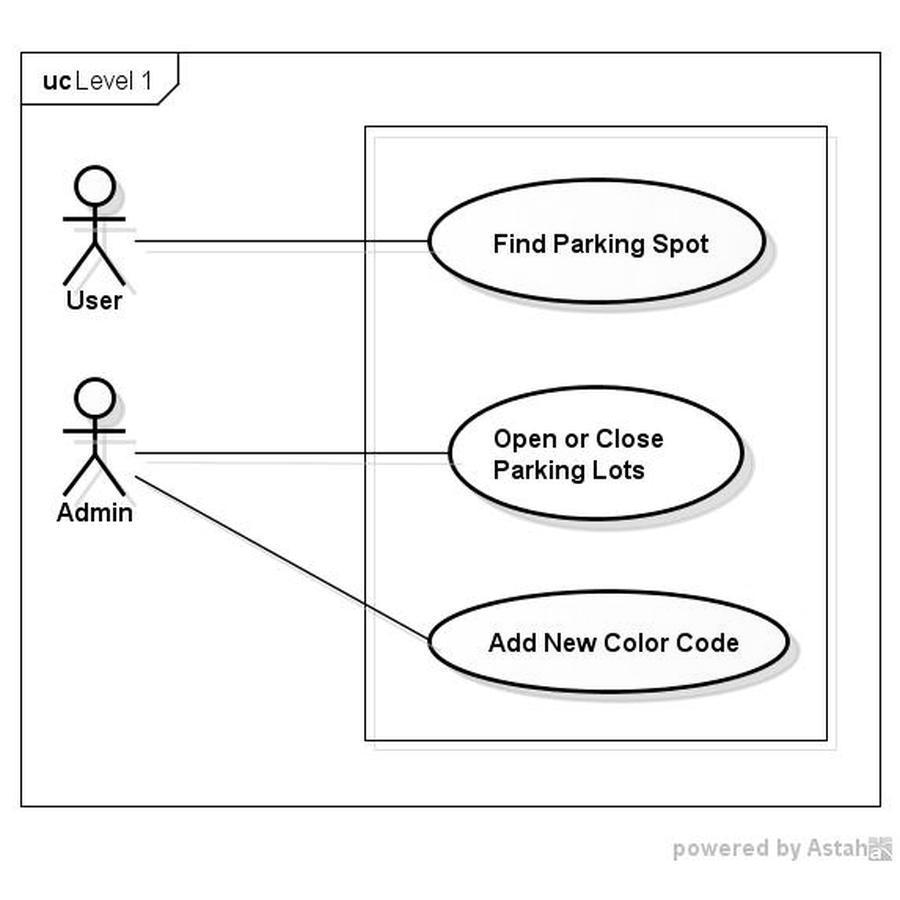 uc Level 1
Find Parking Spot
User
Open or Close
Parking Lots
Admin
Add New Color Code
powered by Astah